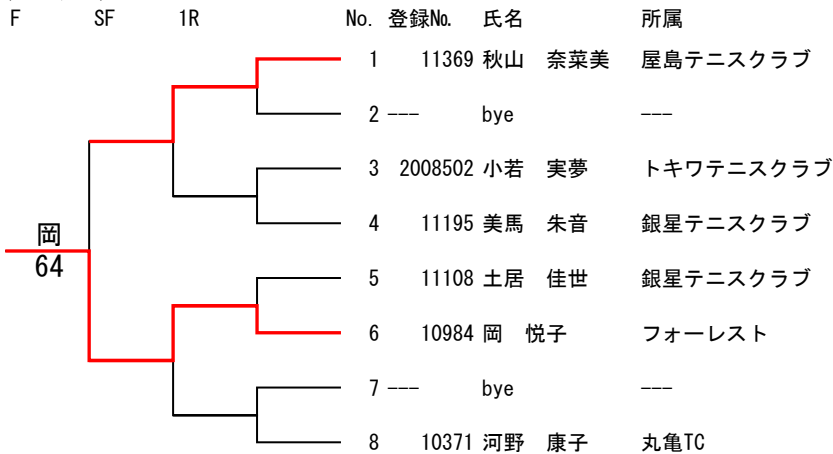 F SF 1R No. 登録№ 氏名 所属
1 11369 秋山 奈菜美 屋島テニスクラブ
2 --- bye ---
3 2008502 小若 実夢 トキワテニスクラブ
4 11195 美馬 朱音 銀星テニスクラブ
岡
64
5 11108 土居 佳世 銀星テニスクラブ
6 10984 岡 悦子 フォーレスト
7 --- bye ---
8 10371 河野 康子 丸亀TC